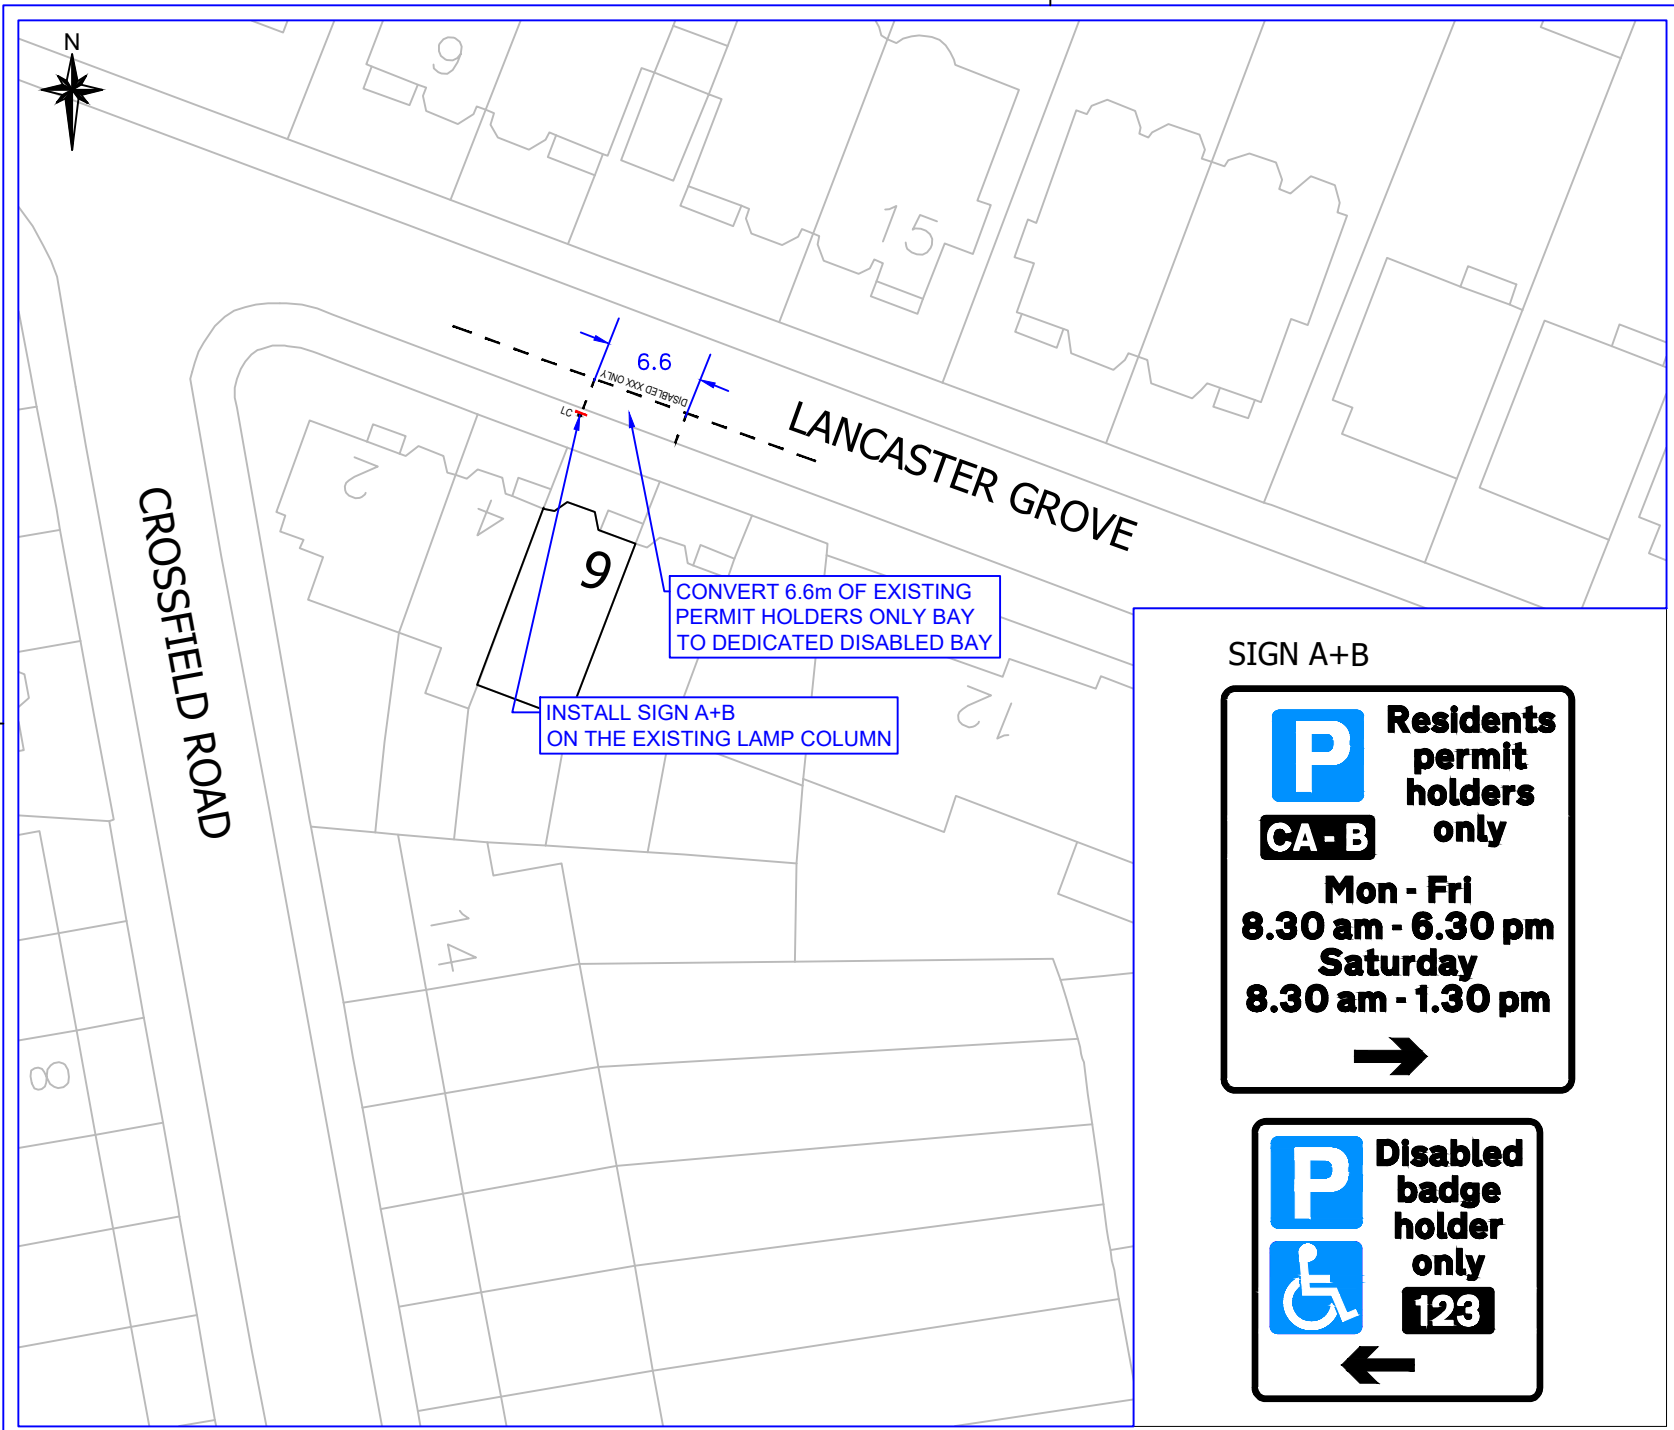 N
9
15
6.6
DISABLED XXX ONLY
LC
LANCASTER GROVE
2
4
6
CROSSFIELD ROAD
CONVERT 6.6m OF EXISTING
PERMIT HOLDERS ONLY BAY
TO DEDICATED DISABLED BAY
INSTALL SIGN A+B
ON THE EXISTING LAMP COLUMN
12
14
8
SIGN A+B
P
Residents
permit
holders
only
CA - B
Mon - Fri
8.30 am - 6.30 pm
Saturday
8.30 am - 1.30 pm
P
Disabled
badge
holder
only
123